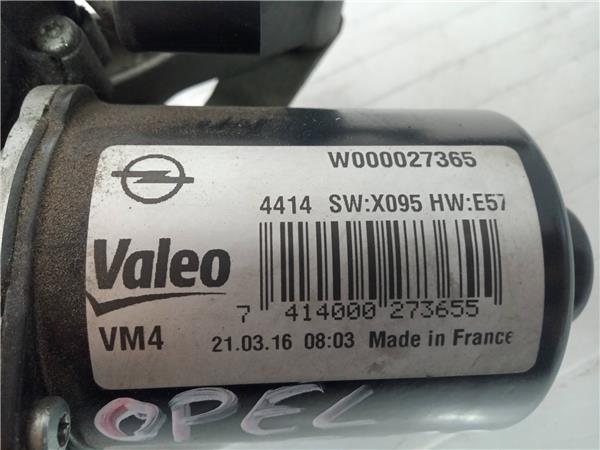 W000027365
4414 SW:X095 HW:E57
Valeo
7 414000 273655
VM4 21.03.16 08:03 Made in France
OPEL